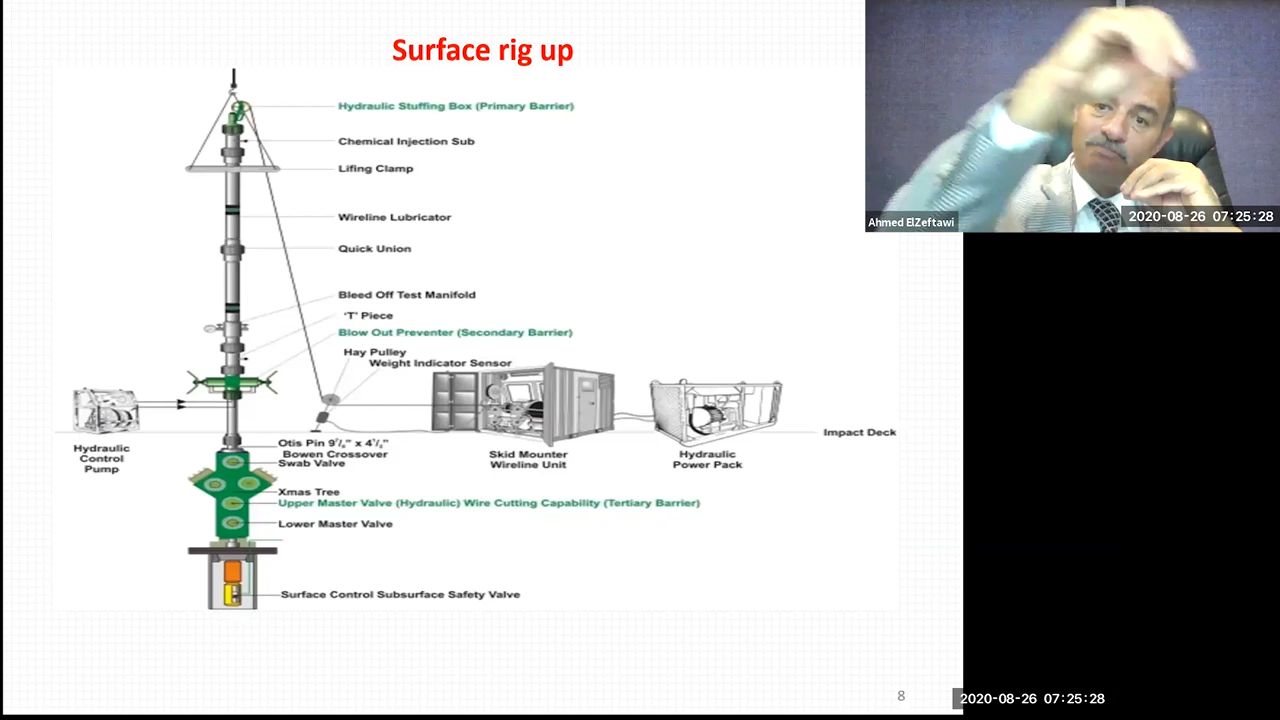 Surface rig up
Hydraulic Stuffing Box (Primary Barrier)
Chemical Injection Sub
Lifing Clamp
Wireline Lubricator
Quick Union
Bleed Off Test Manifold
'T' Piece
Blow Out Preventer (Secondary Barrier)
Hay Pulley
Weight Indicator Sensor
Impact Deck
Hydraulic
Control
Pump
Otis Pin 9⁷/₈" x 4¹/₂"
Bowen Crossover
Swab Valve
Skid Mounter
Wireline Unit
Hydraulic
Power Pack
Xmas Tree
Upper Master Valve (Hydraulic) Wire Cutting Capability (Tertiary Barrier)
Lower Master Valve
Surface Control Subsurface Safety Valve
8
Ahmed ElZeftawi
2020-08-26 07:25:28
2020-08-26 07:25:28